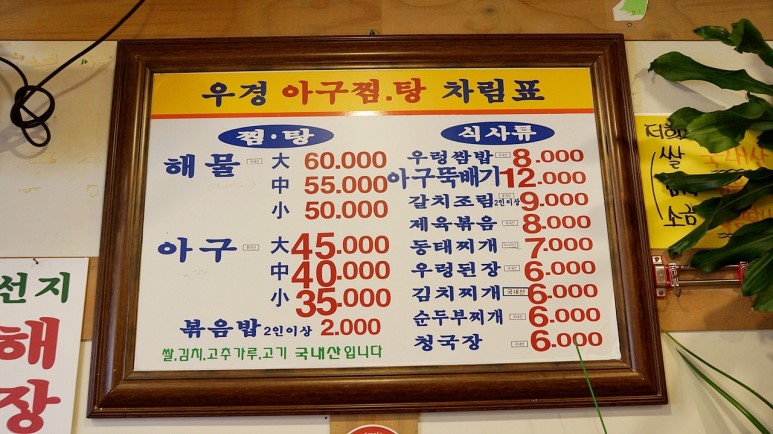 우경 아구찜.탕 차림표
찜·탕
해물 大 60.000
中 55.000
小 50.000
아구 大 45.000
中 40.000
小 35.000
볶음밥 2인이상 2.000
쌀,김치,고추가루,고기 국내산입니다
식사류
우렁쌈밥 8.000
아구뚝배기 12.000
갈치조림 2인이상 9.000
제육볶음 8.000
동태찌개 7.000
우렁된장 6.000
김치찌개 국내산 6.000
순두부찌개 6.000
청국장 6.000
선지
해
장
쌀
소금